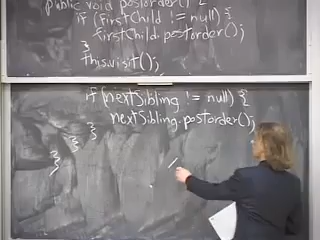 public void postorder() {
if (firstChild != null) {
firstChild.postorder();
}
this.visit();
if (nextSibling != null) {
nextSibling.postorder();
}
}
}